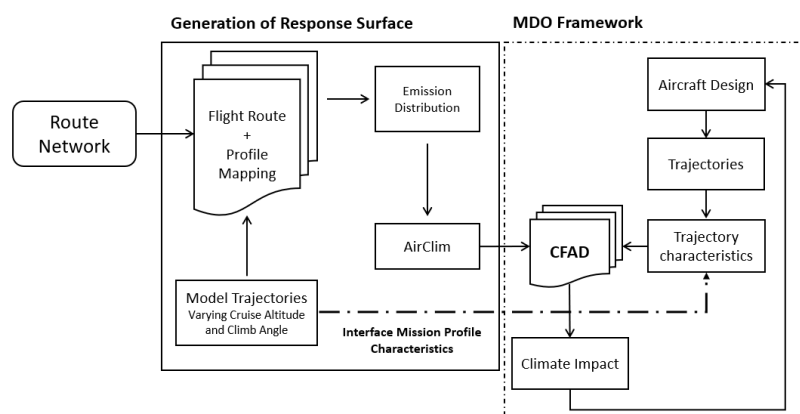 Generation of Response Surface
MDO Framework
Route
Network
Flight Route
+
Profile
Mapping
Emission
Distribution
AirClim
Model Trajectories
Varying Cruise Altitude
and Climb Angle
Interface Mission Profile
Characteristics
Aircraft Design
Trajectories
Trajectory
characteristics
CFAD
Climate Impact